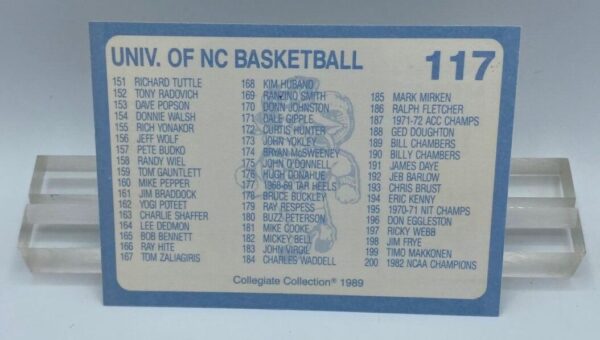 UNIV. OF NC BASKETBALL 117
151 RICHARD TUTTLE
152 TONY RADOVICH
153 DAVE POPSON
154 DONNIE WALSH
155 RICH YONAKOR
156 JEFF WOLF
157 PETE BUDKO
158 RANDY WIEL
159 TOM GAUNTLETT
160 MIKE PEPPER
161 JIM BRADDOCK
162 YOGI POTEET
163 CHARLIE SHAFFER
164 LEE DEDMON
165 BOB BENNETT
166 RAY HITE
167 TOM ZALIAGIRIS
168 KIM HUBAND
169 RANZINO SMITH
170 DONN JOHNSTON
171 DALE GIPPLE
172 CURTIS HUNTER
173 JOHN YOKLEY
174 BRYAN McSWEENEY
175 JOHN O'DONNELL
176 HUGH DONAHUE
177 1968-69 TAR HEELS
178 BRUCE BUCKLEY
179 RAY RESPESS
180 BUZZ PETERSON
181 MIKE COOKE
182 MICKEY BELL
183 JOHN VIRGIL
184 CHARLES WADDELL
185 MARK MIRKEN
186 RALPH FLETCHER
187 1971-72 ACC CHAMPS
188 GED DOUGHTON
189 BILL CHAMBERS
190 BILLY CHAMBERS
191 JAMES DAYE
192 JEB BARLOW
193 CHRIS BRUST
194 ERIC KENNY
195 1970-71 NIT CHAMPS
196 DON EGGLESTON
197 RICKY WEBB
198 JIM FRYE
199 TIMO MAKKONEN
200 1982 NCAA CHAMPIONS
Collegiate Collection® 1989